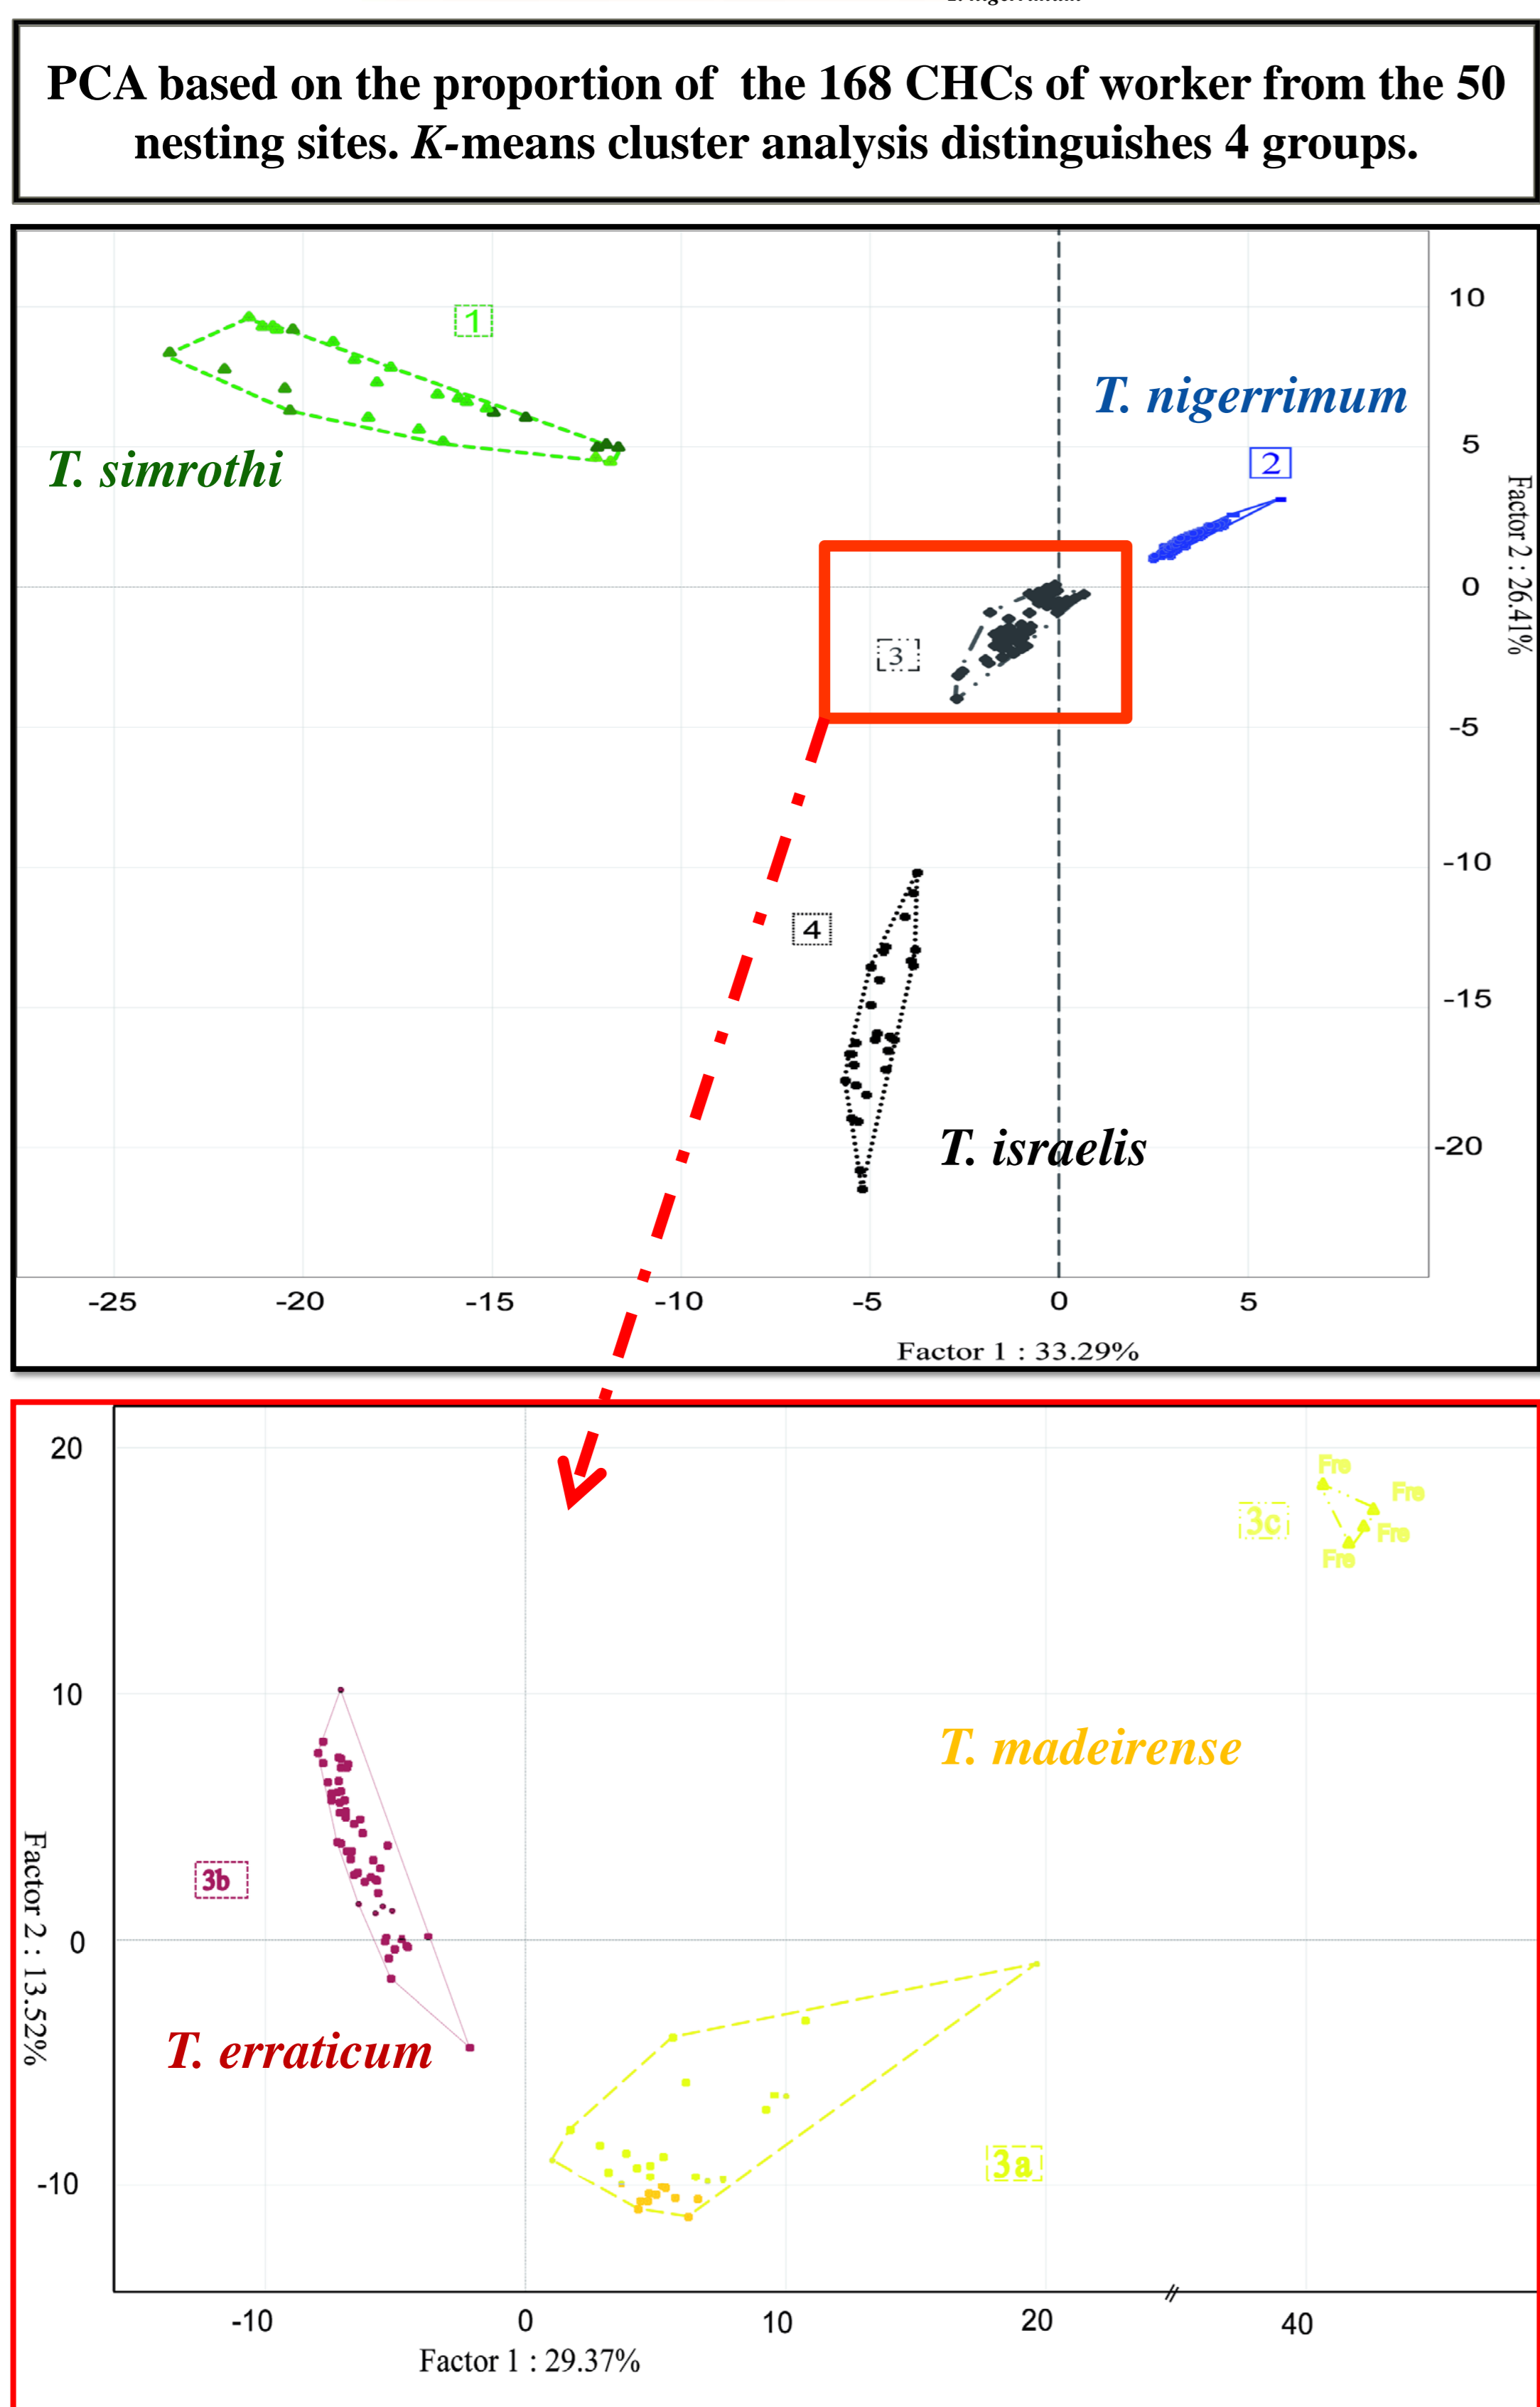 T. nigerrimum
PCA based on the proportion of the 168 CHCs of worker from the 50
nesting sites. K-means cluster analysis distinguishes 4 groups.
1
10
T. nigerrimum
5
T. simrothi
2
Factor 2 : 26.41%
0
3
-5
-10
4
-15
T. israelis
-20
-25 -20 -15 -10 -5 0 5
Factor 1 : 33.29%
20
Fre
Fre
3c
Fre
Fre
10
T. madeirense
3b
Factor 2 : 13.52%
0
T. erraticum
3a
-10
-10 0 10 20 // 40
Factor 1 : 29.37%